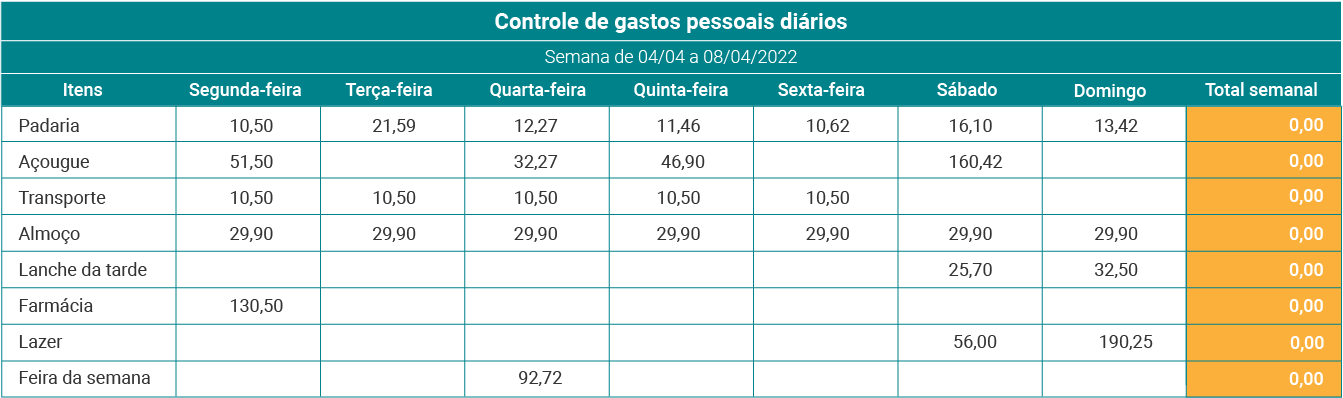 Controle de gastos pessoais diários
Semana de 04/04 a 08/04/2022
Itens Segunda-feira Terça-feira Quarta-feira Quinta-feira Sexta-feira Sábado Domingo Total semanal
Padaria 10,50 21,59 12,27 11,46 10,62 16,10 13,42 0,00
Açougue 51,50 32,27 46,90 160,42 0,00
Transporte 10,50 10,50 10,50 10,50 10,50 0,00
Almoço 29,90 29,90 29,90 29,90 29,90 29,90 29,90 0,00
Lanche da tarde 25,70 32,50 0,00
Farmácia 130,50 0,00
Lazer 56,00 190,25 0,00
Feira da semana 92,72 0,00